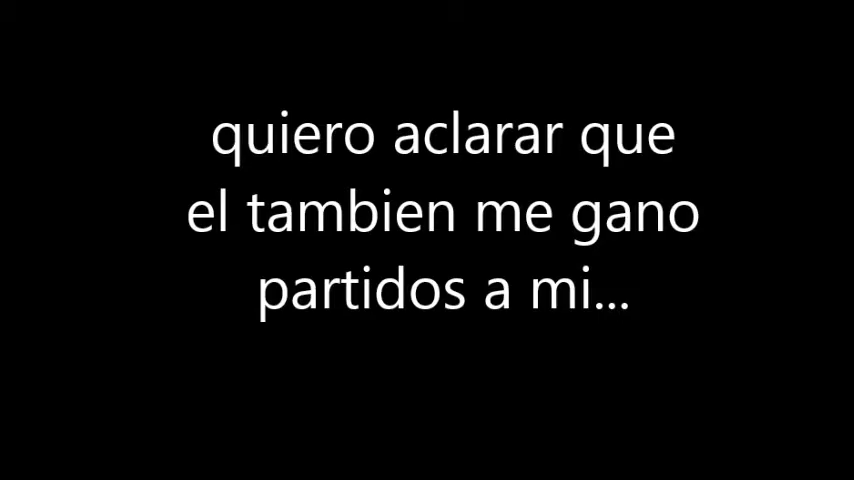 quiero aclarar que
el tambien me gano
partidos a mi...